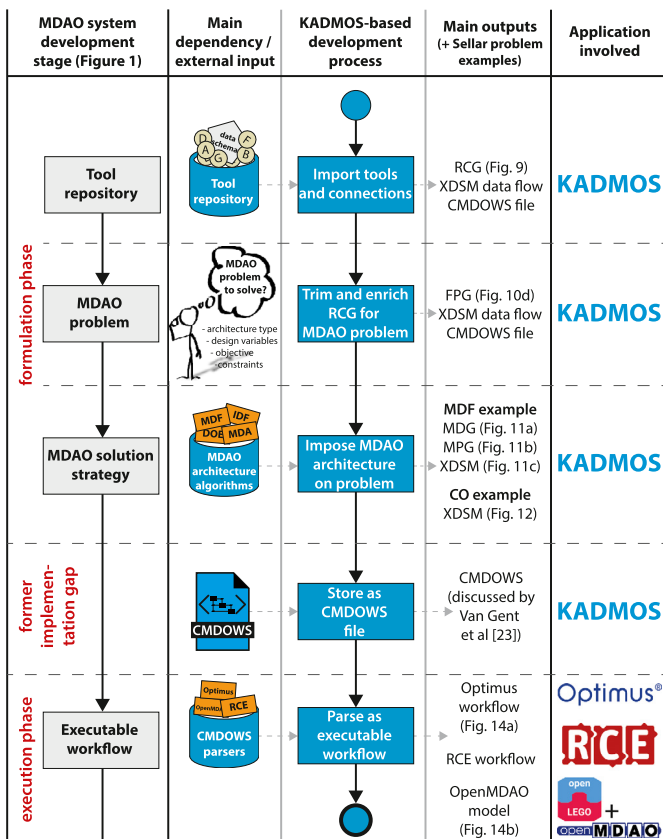 MDAO system
development
stage (Figure 1)
Main
dependency /
external input
KADMOS-based
development
process
Main outputs
(+ Sellar problem
examples)
Application
involved
formulation phase
Tool
repository
D
A
G
F
B
data
schema
Tool
repository
Import tools
and connections
RCG (Fig. 9)
XDSM data flow
CMDOWS file
KADMOS
MDAO
problem
MDAO
problem
to solve?
- architecture type
- design variables
- objective
- constraints
Trim and enrich
RCG for
MDAO problem
FPG (Fig. 10d)
XDSM data flow
CMDOWS file
KADMOS
MDAO solution
strategy
MDF
IDF
DOE
MDA
MDAO
architecture
algorithms
Impose MDAO
architecture
on problem
MDF example
MDG (Fig. 11a)
MPG (Fig. 11b)
XDSM (Fig. 11c)
CO example
XDSM (Fig. 12)
KADMOS
former
implemen-
tation gap
CMDOWS
Store as
CMDOWS
file
CMDOWS
(discussed by
Van Gent
et al [23])
KADMOS
execution phase
Executable
workflow
Optimus
OpenMDA
RCE
CMDOWS
parsers
Parse as
executable
workflow
Optimus
workflow
(Fig. 14a)
RCE workflow
OpenMDAO
model
(Fig. 14b)
Optimus®
RCE
open
LEGO
+
openMDAO